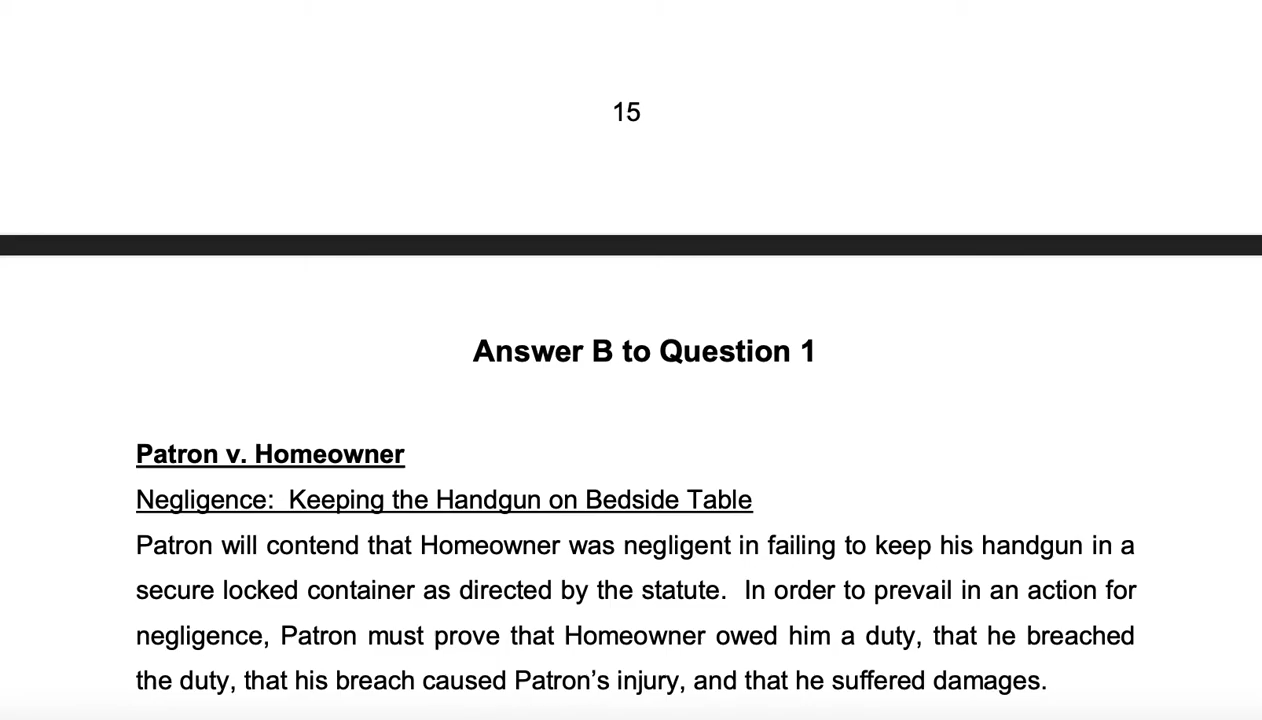 15
Answer B to Question 1
Patron v. Homeowner
Negligence:  Keeping the Handgun on Bedside Table
Patron will contend that Homeowner was negligent in failing to keep his handgun in a
secure locked container as directed by the statute.  In order to prevail in an action for
negligence, Patron must prove that Homeowner owed him a duty, that he breached
the duty, that his breach caused Patron’s injury, and that he suffered damages.